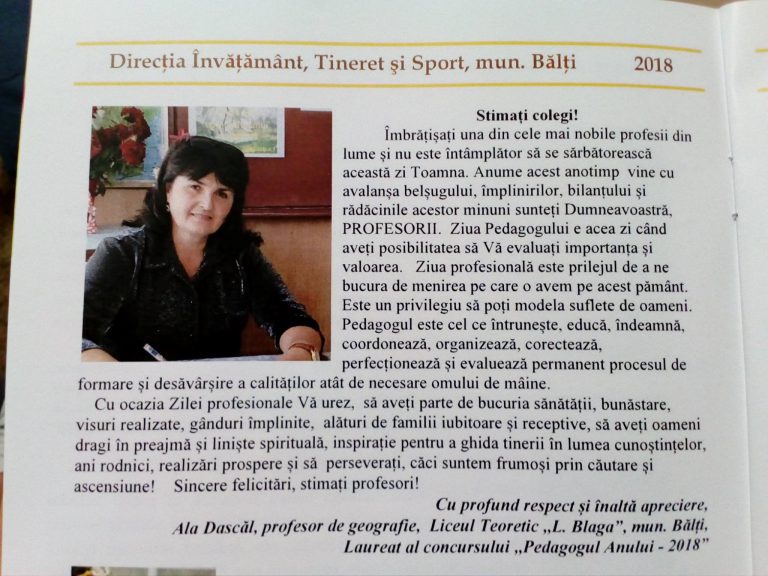 Direcția Învățământ, Tineret şi Sport, mun. Bălți 2018
Stimați colegi!
Îmbrățișați una din cele mai nobile profesii din
lume și nu este întâmplător să se sărbătorească
această zi Toamna. Anume acest anotimp vine cu
avalanșa belșugului, împlinirilor, bilanțului și
rădăcinile acestor minuni sunteți Dumneavoastră,
PROFESORII. Ziua Pedagogului e acea zi când
aveți posibilitatea să Vă evaluați importanța și
valoarea. Ziua profesională este prilejul de a ne
bucura de menirea pe care o avem pe acest pământ.
Este un privilegiu să poți modela suflete de oameni.
Pedagogul este cel ce întrunește, educă, îndeamnă,
coordonează, organizează, corectează,
perfecționează și evaluează permanent procesul de
formare și desăvârșire a calităților atât de necesare omului de mâine.
Cu ocazia Zilei profesionale Vă urez, să aveți parte de bucuria sănătății, bunăstare,
visuri realizate, gânduri împlinite, alături de familii iubitoare și receptive, să aveți oameni
dragi în preajmă și liniște spirituală, inspirație pentru a ghida tinerii în lumea cunoștințelor,
ani rodnici, realizări prospere și să perseverați, căci suntem frumoși prin căutare și
ascensiune! Sincere felicitări, stimați profesori!
Cu profund respect și înaltă apreciere,
Ala Dascăl, profesor de geografie, Liceul Teoretic „L. Blaga”, mun. Bălți,
Laureat al concursului „Pedagogul Anului - 2018”